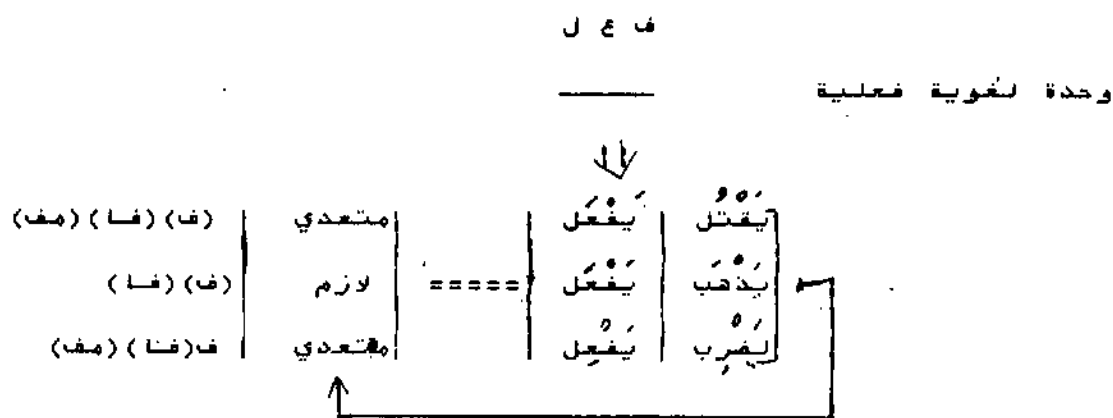 ف ع ل
وحدة لغوية فعلية
يَقْتُل يَفْعَل متعدي (ف) (فا) (مف)
يَذْهَب يَفْعَل ===== لازم (ف) (فا)
يَضْرِب يَفْعِل متعدي ف(فا) (مف)